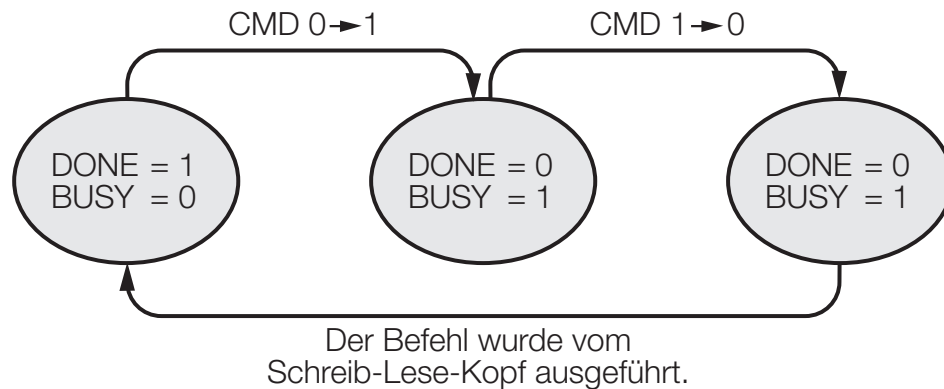 CMD 0→1
CMD 1→0
DONE = 1
BUSY = 0
DONE = 0
BUSY = 1
DONE = 0
BUSY = 1
Der Befehl wurde vom
Schreib-Lese-Kopf ausgeführt.